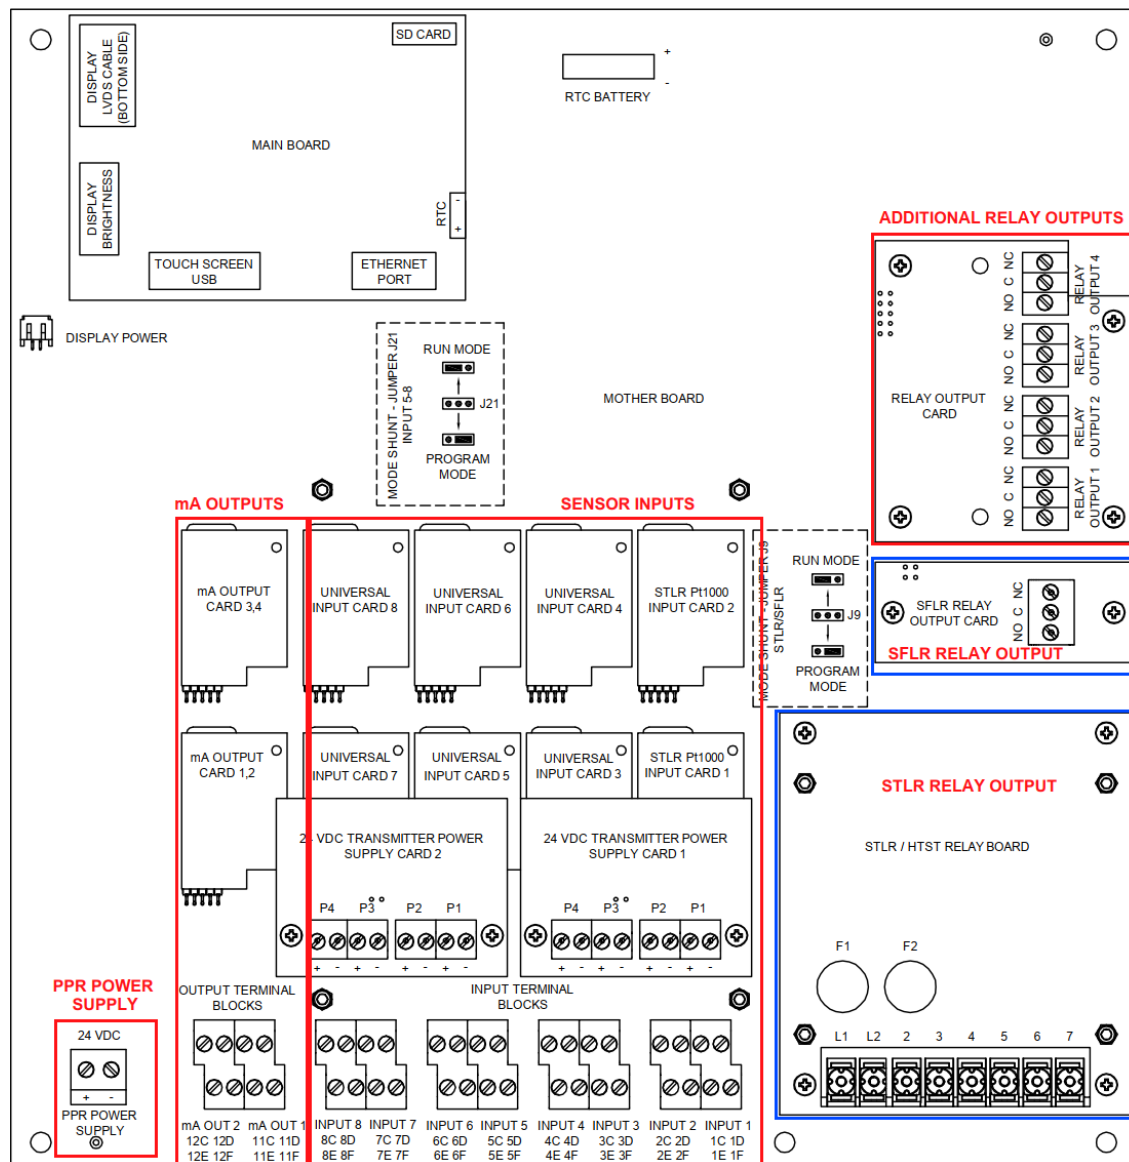 SD CARD
DISPLAY
LVDS CABLE
(BOTTOM SIDE)
+
-
RTC BATTERY
MAIN BOARD
DISPLAY
BRIGHTNESS
RTC
-
+
TOUCH SCREEN
USB
ETHERNET
PORT
DISPLAY POWER
ADDITIONAL RELAY OUTPUTS
NO C NC
RELAY
OUTPUT 4
NO C NC
RELAY
OUTPUT 3
RELAY OUTPUT
CARD
NO C NC
RELAY
OUTPUT 2
NO C NC
RELAY
OUTPUT 1
MODE SHUNT - JUMPER J21
INPUT 5-8
RUN MODE
J21
PROGRAM
MODE
MOTHER BOARD
mA OUTPUTS
SENSOR INPUTS
mA OUTPUT
CARD 3,4
UNIVERSAL
INPUT CARD 8
UNIVERSAL
INPUT CARD 6
UNIVERSAL
INPUT CARD 4
STLR Pt1000
INPUT CARD 2
MODE SHUNT - JUMPER J9
STLR/SFLR
RUN MODE
J9
PROGRAM
MODE
SFLR RELAY
OUTPUT CARD
NO C NC
SFLR RELAY OUTPUT
mA OUTPUT
CARD 1,2
UNIVERSAL
INPUT CARD 7
UNIVERSAL
INPUT CARD 5
UNIVERSAL
INPUT CARD 3
STLR Pt1000
INPUT CARD 1
STLR RELAY OUTPUT
STLR / HTST RELAY BOARD
24 VDC TRANSMITTER POWER
SUPPLY CARD 2
P4 P3 P2 P1
+ - + - + - + -
24 VDC TRANSMITTER POWER
SUPPLY CARD 1
P4 P3 P2 P1
+ - + - + - + -
F1 F2
L1 L2 2 3 4 5 6 7
PPR POWER
SUPPLY
24 VDC
+ -
PPR POWER
SUPPLY
OUTPUT TERMINAL
BLOCKS
INPUT TERMINAL
BLOCKS
mA OUT 2 mA OUT 1 INPUT 8 INPUT 7 INPUT 6 INPUT 5 INPUT 4 INPUT 3 INPUT 2 INPUT 1
12C 12D 11C 11D 8C 8D 7C 7D 6C 6D 5C 5D 4C 4D 3C 3D 2C 2D 1C 1D
12E 12F 11E 11F 8E 8F 7E 7F 6E 6F 5E 5F 4E 4F 3E 3F 2E 2F 1E 1F